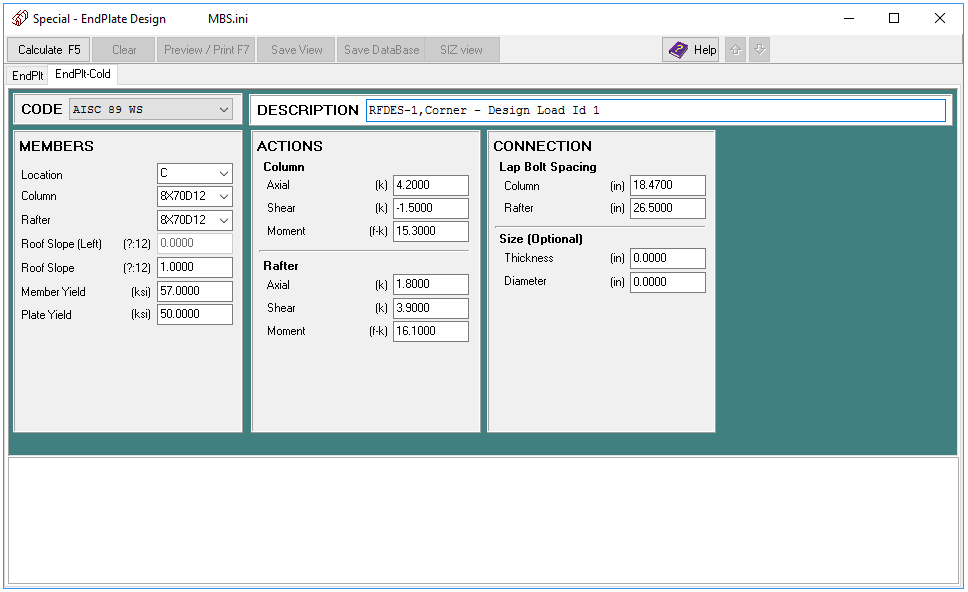 Special - EndPlate Design MBS.ini
Calculate F5 Clear Preview / Print F7 Save View Save DataBase SIZ view ? Help
EndPlt EndPlt-Cold
CODE AISC 89 WS DESCRIPTION RFDES-1,Corner - Design Load Id 1
MEMBERS
Location C
Column 8X70D12
Rafter 8X70D12
Roof Slope (Left) (?:12) 0.0000
Roof Slope (?:12) 1.0000
Member Yield (ksi) 57.0000
Plate Yield (ksi) 50.0000
ACTIONS
Column
Axial (k) 4.2000
Shear (k) -1.5000
Moment (f-k) 15.3000
Rafter
Axial (k) 1.8000
Shear (k) 3.9000
Moment (f-k) 16.1000
CONNECTION
Lap Bolt Spacing
Column (in) 18.4700
Rafter (in) 26.5000
Size (Optional)
Thickness (in) 0.0000
Diameter (in) 0.0000